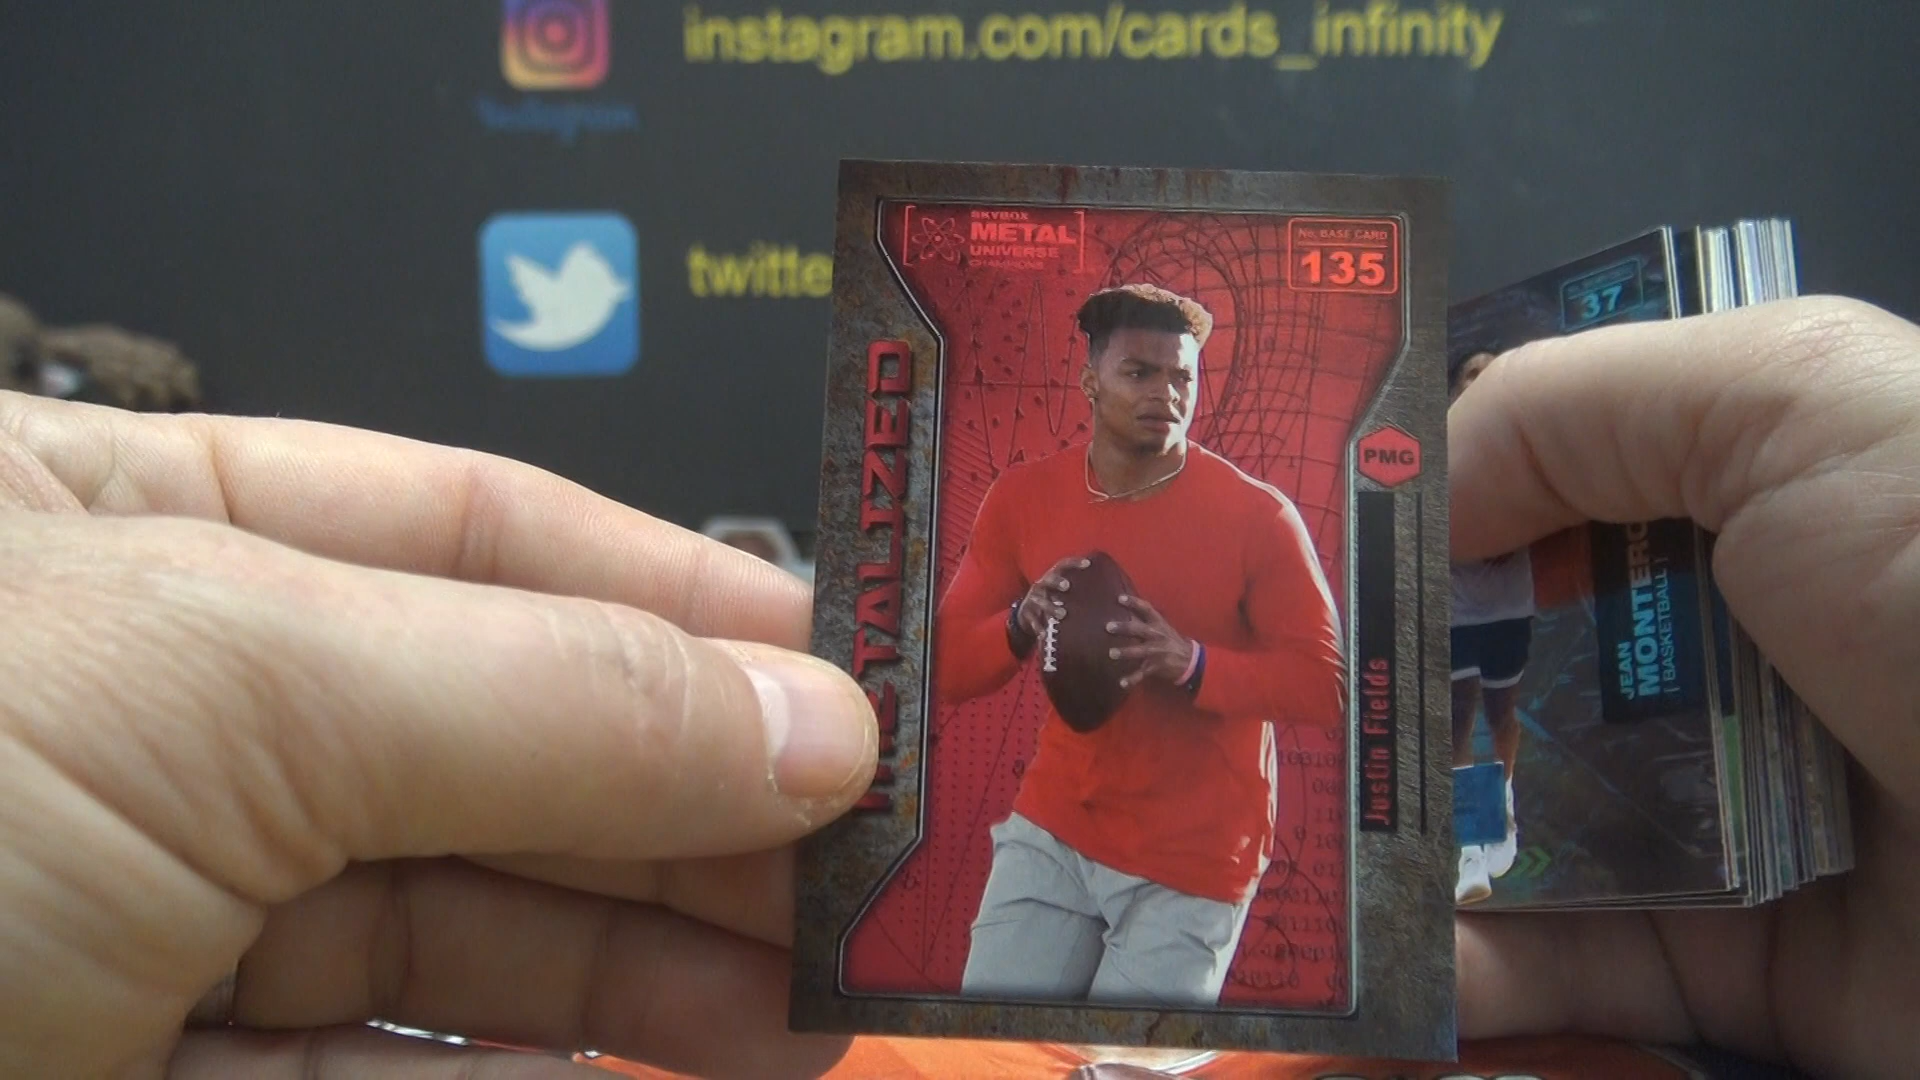 instagram.com/cards_infinity
Instagram
twitte
SKYBOX
METAL
UNIVERSE
CHAMPIONS
No. BASE CARD
135
37
PMG
TALIZED
Justin Fields
JEAN
MONTERO
[ BASKETBALL ]